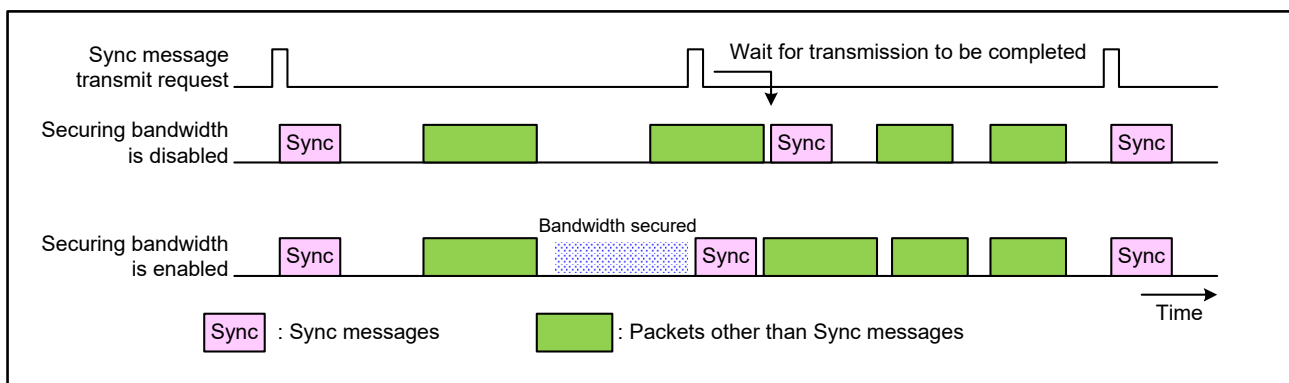 Sync message
transmit request
Wait for transmission to be completed
Securing bandwidth
is disabled
Sync
Sync
Sync
Securing bandwidth
is enabled
Bandwidth secured
Sync
Sync
Sync
Time
Sync : Sync messages
: Packets other than Sync messages